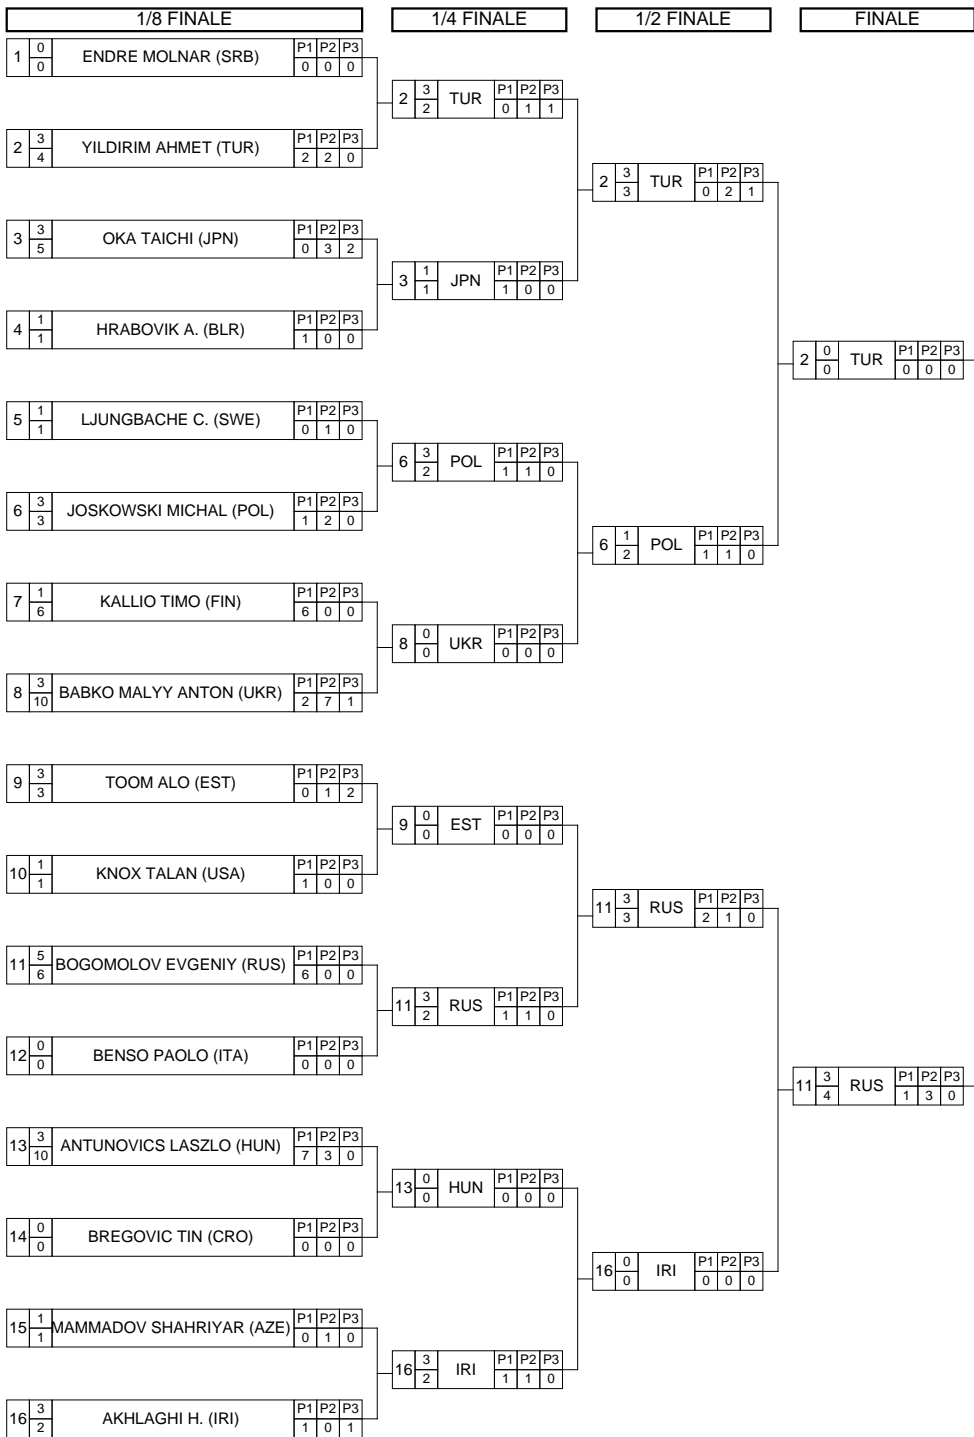 1/8 FINALE 1/4 FINALE 1/2 FINALE FINALE
1 0 0 ENDRE MOLNAR (SRB) P1 P2 P3 0 0 0
2 3 2 TUR P1 P2 P3 0 1 1
2 3 4 YILDIRIM AHMET (TUR) P1 P2 P3 2 2 0
2 3 3 TUR P1 P2 P3 0 2 1
3 3 5 OKA TAICHI (JPN) P1 P2 P3 0 3 2
3 1 1 JPN P1 P2 P3 1 0 0
4 1 1 HRABOVIK A. (BLR) P1 P2 P3 1 0 0
2 0 0 TUR P1 P2 P3 0 0 0
5 1 1 LJUNGBACHE C. (SWE) P1 P2 P3 0 1 0
6 3 2 POL P1 P2 P3 1 1 0
6 3 3 JOSKOWSKI MICHAL (POL) P1 P2 P3 1 2 0
6 1 2 POL P1 P2 P3 1 1 0
7 1 6 KALLIO TIMO (FIN) P1 P2 P3 6 0 0
8 0 0 UKR P1 P2 P3 0 0 0
8 3 10 BABKO MALYY ANTON (UKR) P1 P2 P3 2 7 1
9 3 3 TOOM ALO (EST) P1 P2 P3 0 1 2
9 0 0 EST P1 P2 P3 0 0 0
10 1 1 KNOX TALAN (USA) P1 P2 P3 1 0 0
11 3 3 RUS P1 P2 P3 2 1 0
11 5 6 BOGOMOLOV EVGENIY (RUS) P1 P2 P3 6 0 0
11 3 2 RUS P1 P2 P3 1 1 0
12 0 0 BENSO PAOLO (ITA) P1 P2 P3 0 0 0
11 3 4 RUS P1 P2 P3 1 3 0
13 3 10 ANTUNOVICS LASZLO (HUN) P1 P2 P3 7 3 0
13 0 0 HUN P1 P2 P3 0 0 0
14 0 0 BREGOVIC TIN (CRO) P1 P2 P3 0 0 0
16 0 0 IRI P1 P2 P3 0 0 0
15 1 1 MAMMADOV SHAHRIYAR (AZE) P1 P2 P3 0 1 0
16 3 2 IRI P1 P2 P3 1 1 0
16 3 2 AKHLAGHI H. (IRI) P1 P2 P3 1 0 1